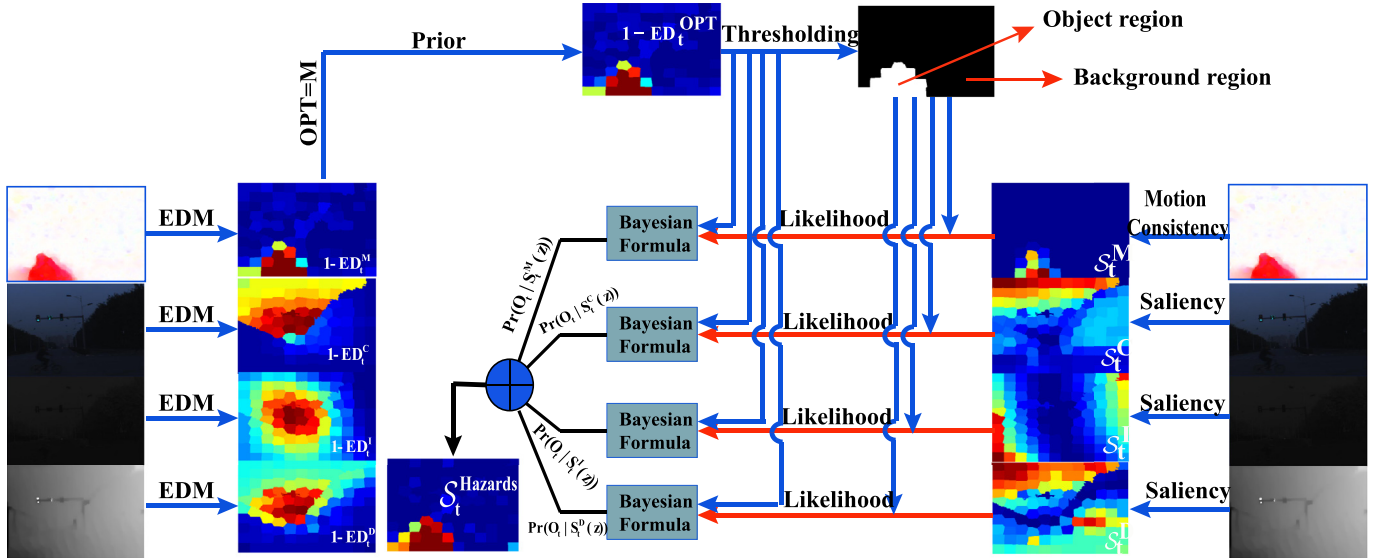 1− ED_t^OPT
Thresholding
Object region
Background region
Prior
OPT=M
EDM
1- ED_t^M
EDM
1- ED_t^C
EDM
1- ED_t^I
EDM
1- ED_t^D
Bayesian
Formula
Bayesian
Formula
Bayesian
Formula
Bayesian
Formula
Likelihood
Likelihood
Likelihood
Likelihood
Pr(O_t | S_t^M(z))
Pr(O_t | S_t^C(z))
Pr(O_t | S_t^I(z))
Pr(O_t | S_t^D(z))
S_t^Hazards
S_t^M
S_t^C
S_t^I
S_t^D
Motion
Consistency
Saliency
Saliency
Saliency